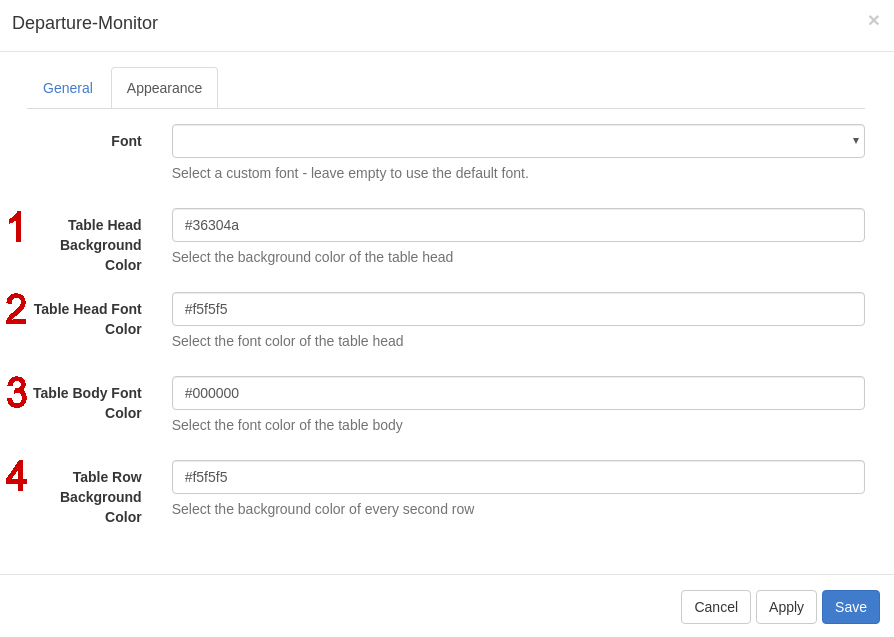 Departure-Monitor ×
General Appearance
Font
Select a custom font - leave empty to use the default font.
1 Table Head Background Color #36304a
Select the background color of the table head
2 Table Head Font Color #f5f5f5
Select the font color of the table head
3 Table Body Font Color #000000
Select the font color of the table body
4 Table Row Background Color #f5f5f5
Select the background color of every second row
Cancel Apply Save